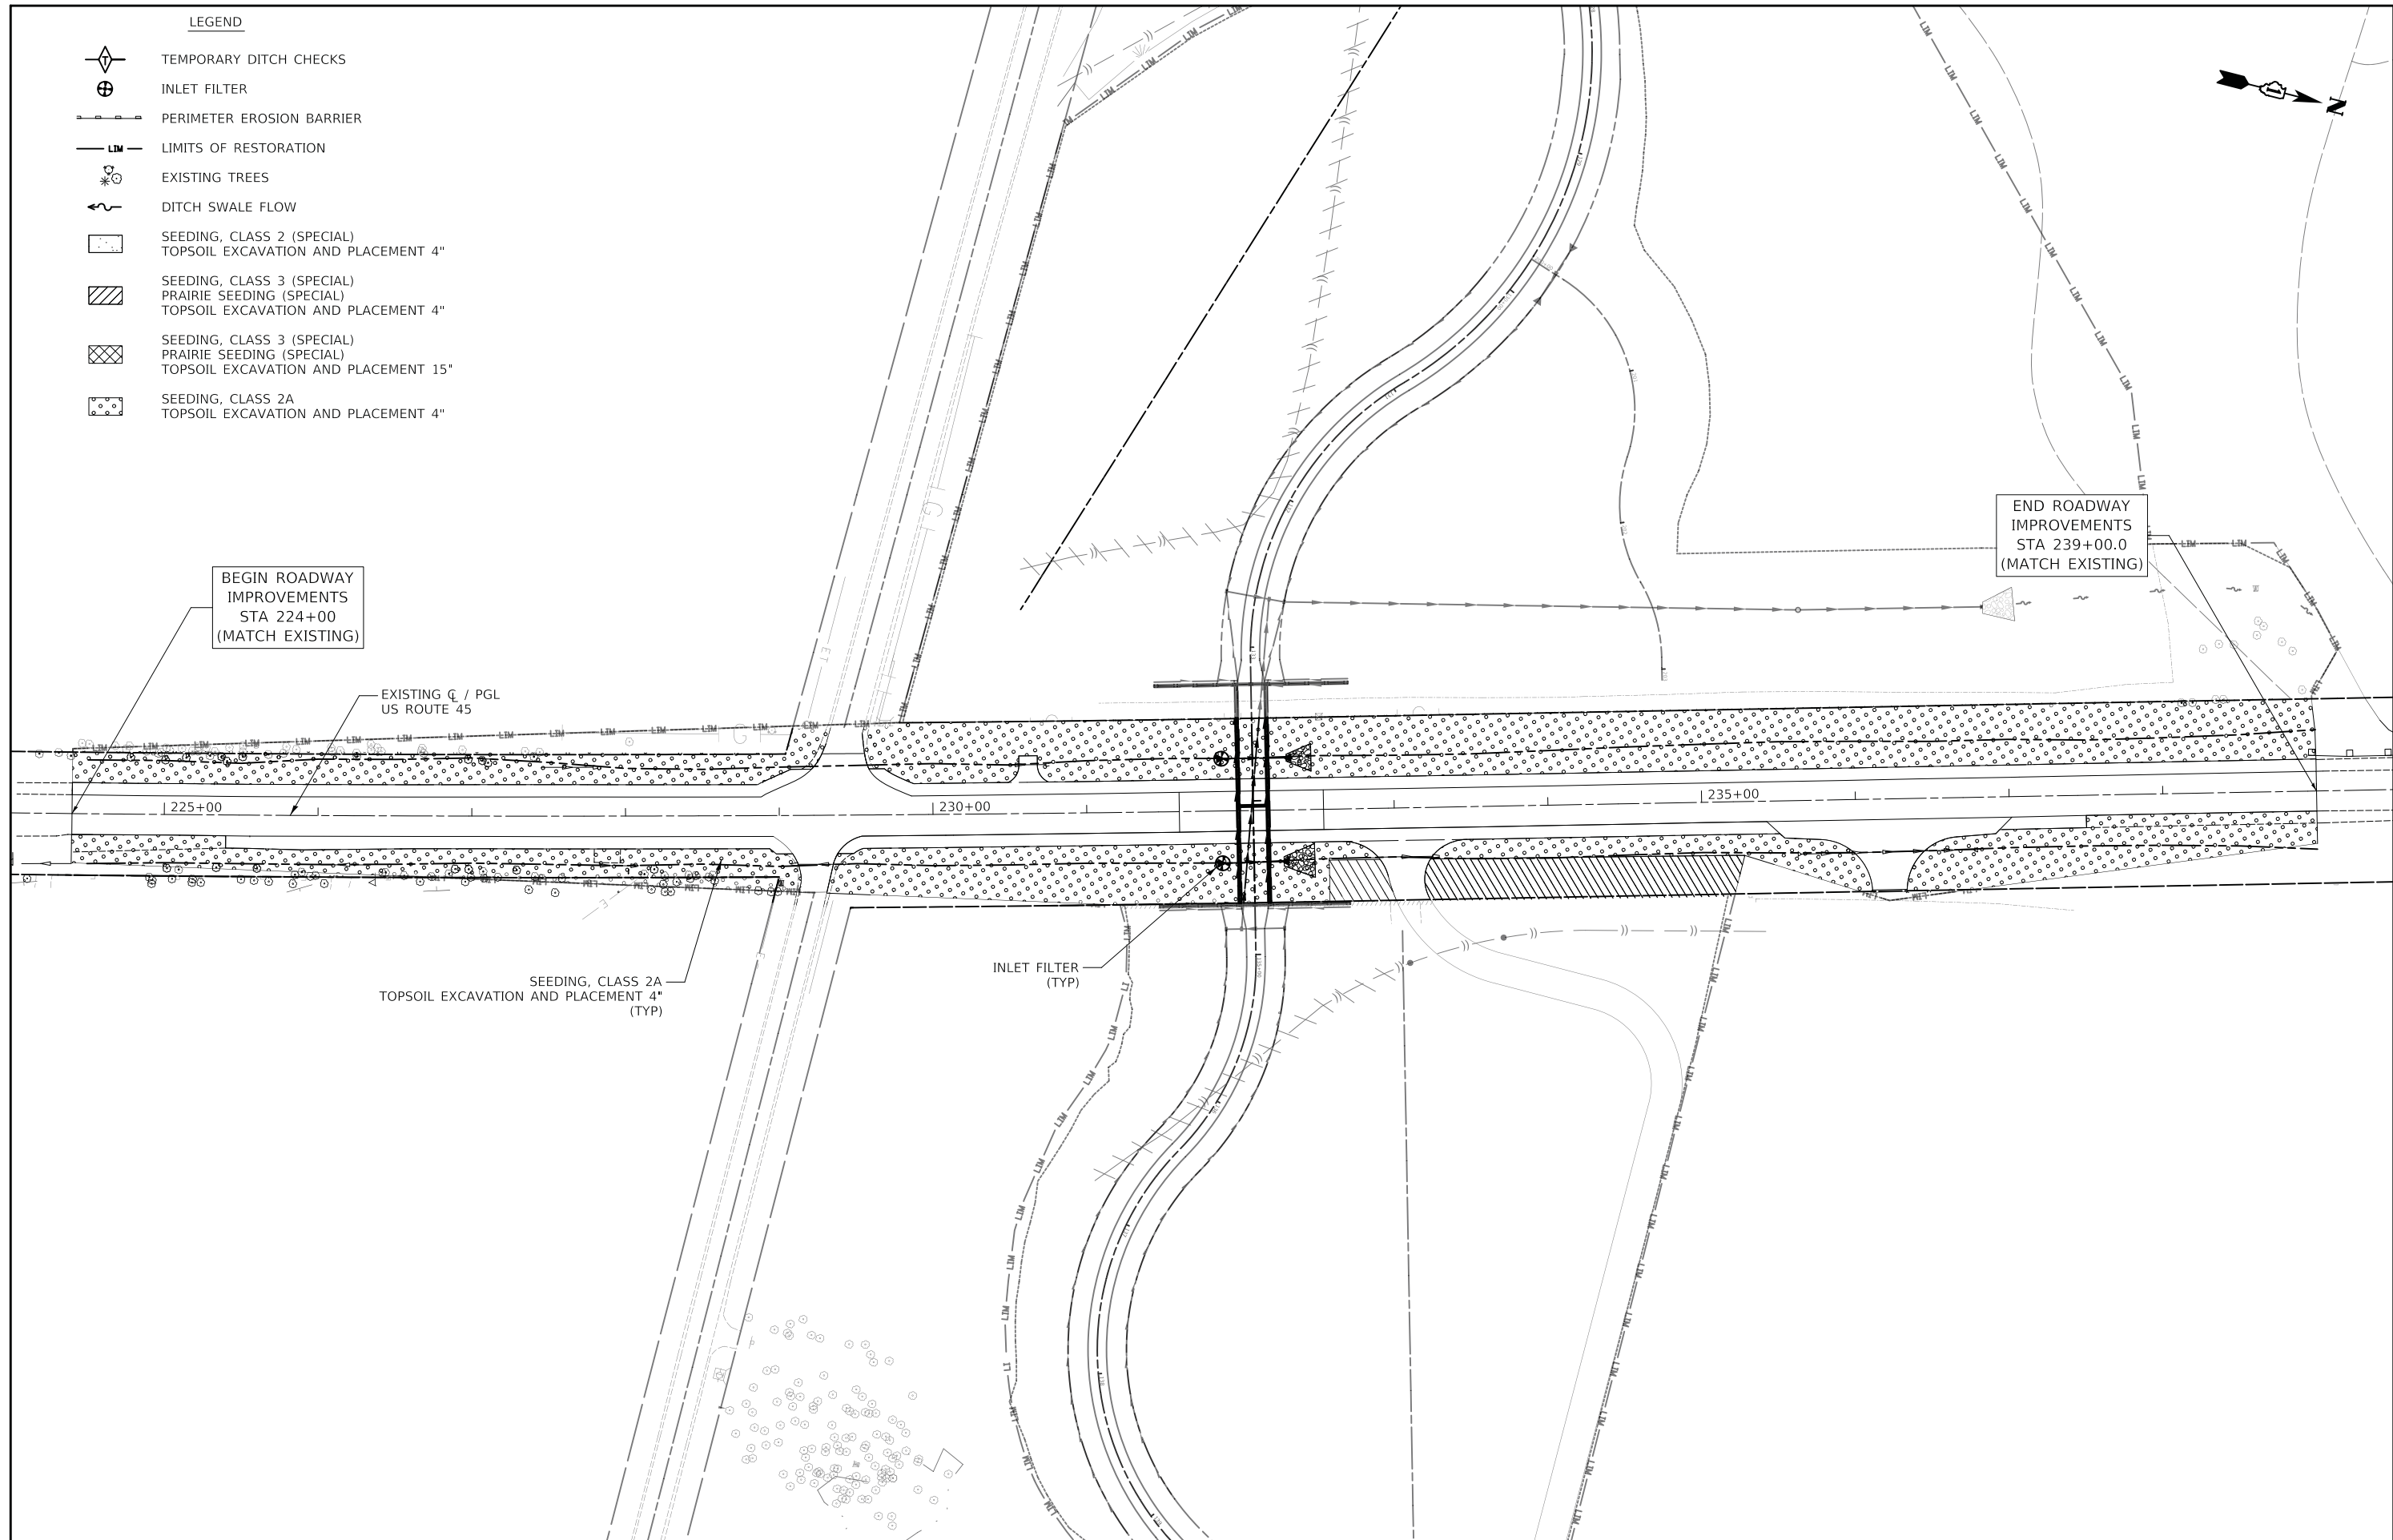 LEGEND
T
TEMPORARY DITCH CHECKS
INLET FILTER
PERIMETER EROSION BARRIER
LIM
LIMITS OF RESTORATION
EXISTING TREES
DITCH SWALE FLOW
SEEDING, CLASS 2 (SPECIAL)
TOPSOIL EXCAVATION AND PLACEMENT 4"
SEEDING, CLASS 3 (SPECIAL)
PRAIRIE SEEDING (SPECIAL)
TOPSOIL EXCAVATION AND PLACEMENT 4"
SEEDING, CLASS 3 (SPECIAL)
PRAIRIE SEEDING (SPECIAL)
TOPSOIL EXCAVATION AND PLACEMENT 15"
SEEDING, CLASS 2A
TOPSOIL EXCAVATION AND PLACEMENT 4"
N
BEGIN ROADWAY
IMPROVEMENTS
STA 224+00
(MATCH EXISTING)
END ROADWAY
IMPROVEMENTS
STA 239+00.0
(MATCH EXISTING)
EXISTING ℄ / PGL
US ROUTE 45
225+00
230+00
235+00
SEEDING, CLASS 2A
TOPSOIL EXCAVATION AND PLACEMENT 4"
(TYP)
INLET FILTER
(TYP)